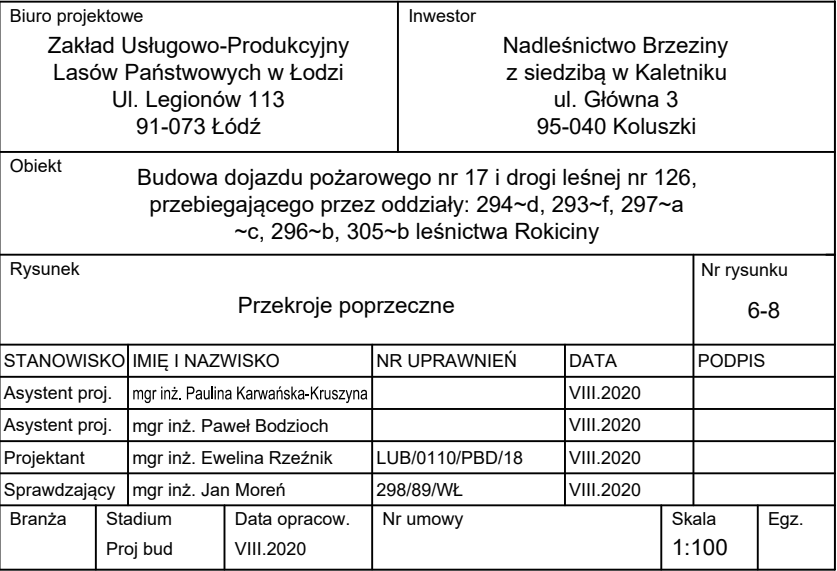 Biuro projektowe
Zakład Usługowo-Produkcyjny
Lasów Państwowych w Łodzi
Ul. Legionów 113
91-073 Łódź
Inwestor
Nadleśnictwo Brzeziny
z siedzibą w Kaletniku
ul. Główna 3
95-040 Koluszki
Obiekt
Budowa dojazdu pożarowego nr 17 i drogi leśnej nr 126,
przebiegającego przez oddziały: 294~d, 293~f, 297~a
~c, 296~b, 305~b leśnictwa Rokiciny
Rysunek
Przekroje poprzeczne
Nr rysunku
6-8
STANOWISKO IMIĘ I NAZWISKO NR UPRAWNIEŃ DATA PODPIS
Asystent proj. mgr inż. Paulina Karwańska-Kruszyna VIII.2020
Asystent proj. mgr inż. Paweł Bodzioch VIII.2020
Projektant mgr inż. Ewelina Rzeźnik LUB/0110/PBD/18 VIII.2020
Sprawdzający mgr inż. Jan Moreń 298/89/WŁ VIII.2020
Branża Stadium Data opracow. Nr umowy Skala Egz.
Proj bud VIII.2020 1:100